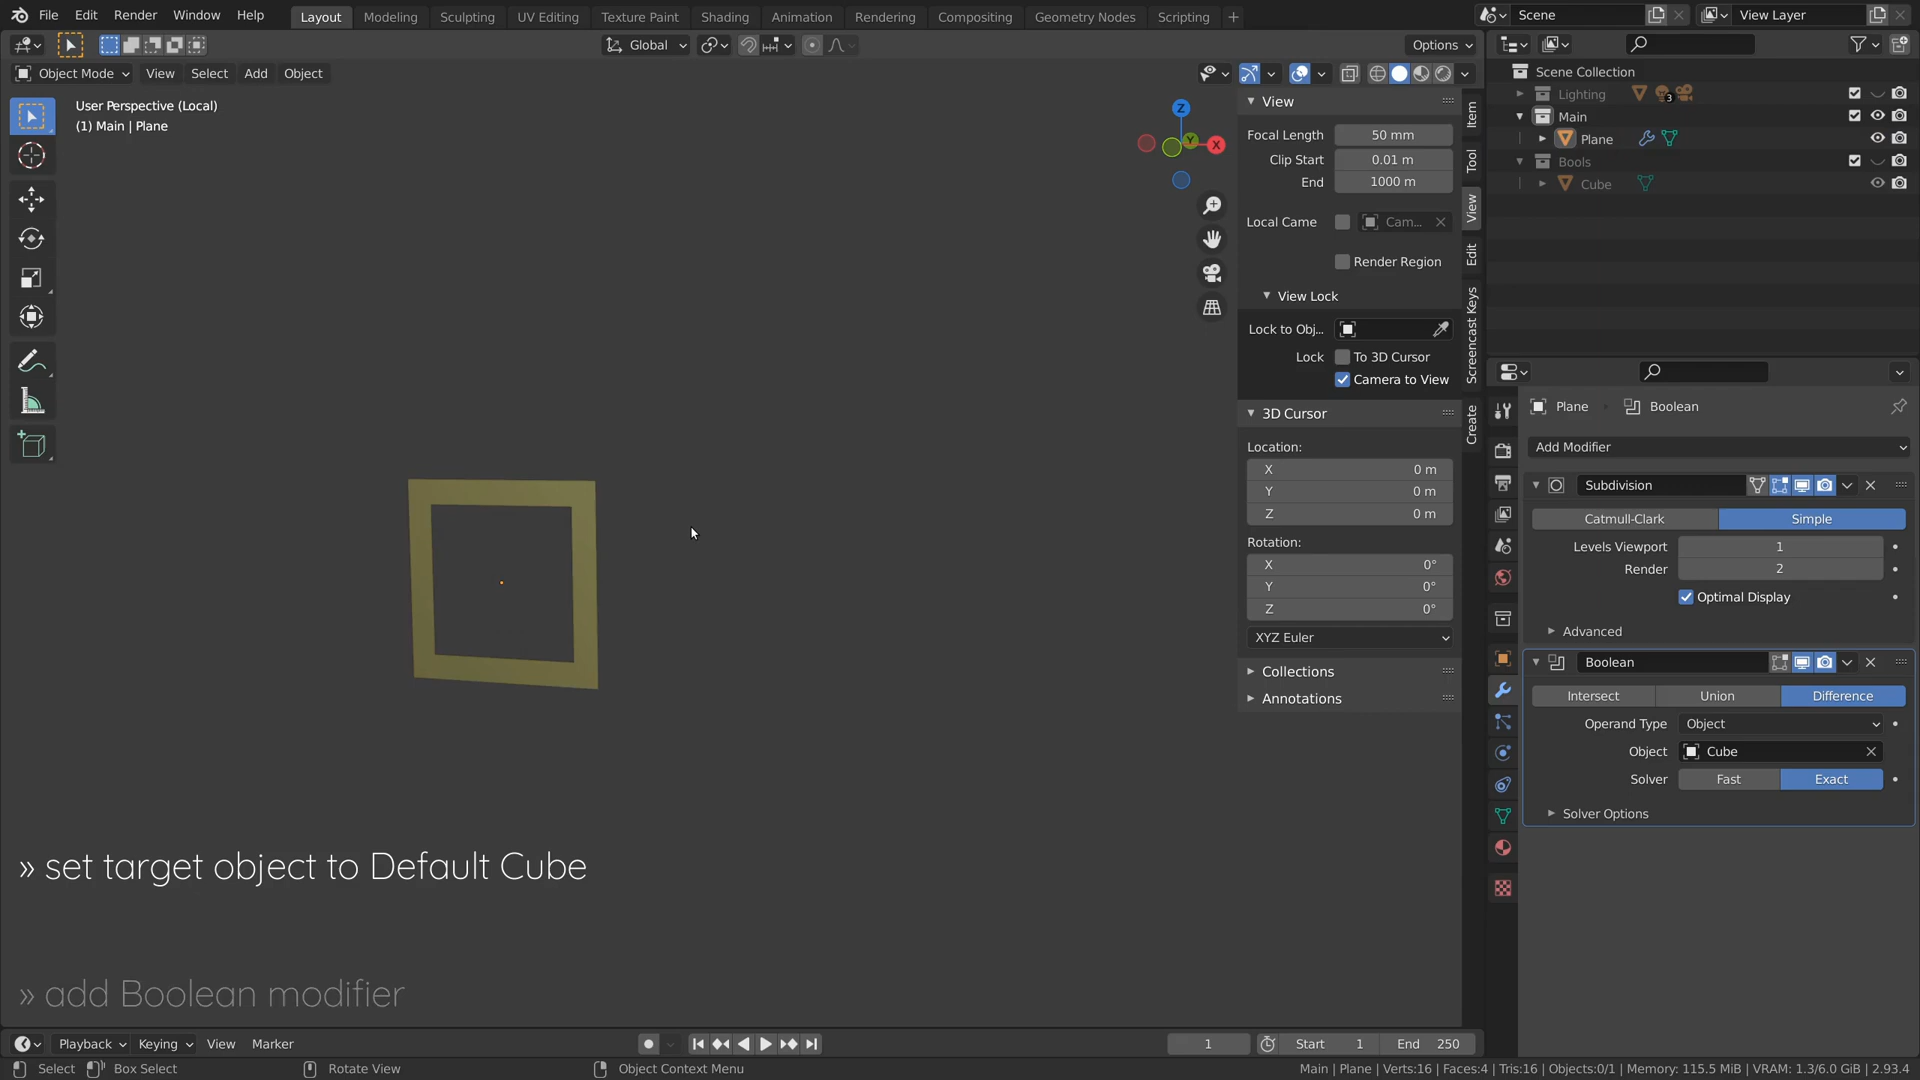 File Edit Render Window Help Layout Modeling Sculpting UV Editing Texture Paint Shading Animation Rendering Compositing Geometry Nodes Scripting + Scene View Layer
Global Options
Object Mode View Select Add Object
User Perspective (Local)
(1) Main | Plane
Z
Y
X
View
Focal Length 50 mm
Clip Start 0.01 m
End 1000 m
Local Came Cam...
Render Region
View Lock
Lock to Obj...
Lock To 3D Cursor
Camera to View
3D Cursor
Location:
X 0 m
Y 0 m
Z 0 m
Rotation:
X 0°
Y 0°
Z 0°
XYZ Euler
Collections
Annotations
Item
Tool
View
Edit
Screencast Keys
Create
Scene Collection
Lighting 3
Main
Plane
Bools
Cube
Plane Boolean
Add Modifier
Subdivision
Catmull-Clark Simple
Levels Viewport 1
Render 2
Optimal Display
Advanced
Boolean
Intersect Union Difference
Operand Type Object
Object Cube
Solver Fast Exact
Solver Options
» set target object to Default Cube
» add Boolean modifier
Playback Keying View Marker 1 Start 1 End 250
Select Box Select Rotate View Object Context Menu Main | Plane | Verts:16 | Faces:4 | Tris:16 | Objects:0/1 | Memory: 115.5 MiB | VRAM: 1.3/6.0 GiB | 2.93.4